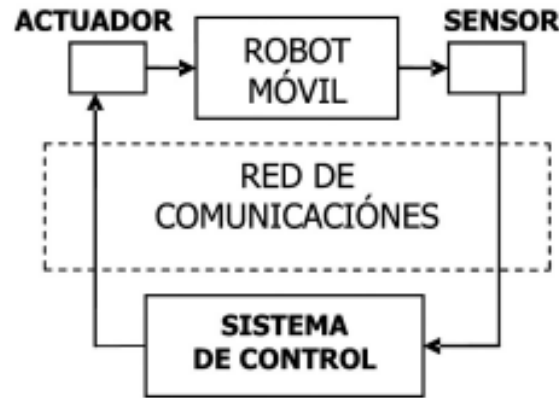 ACTUADOR
SENSOR
ROBOT
MÓVIL
RED DE
COMUNICACIÓNES
SISTEMA
DE CONTROL